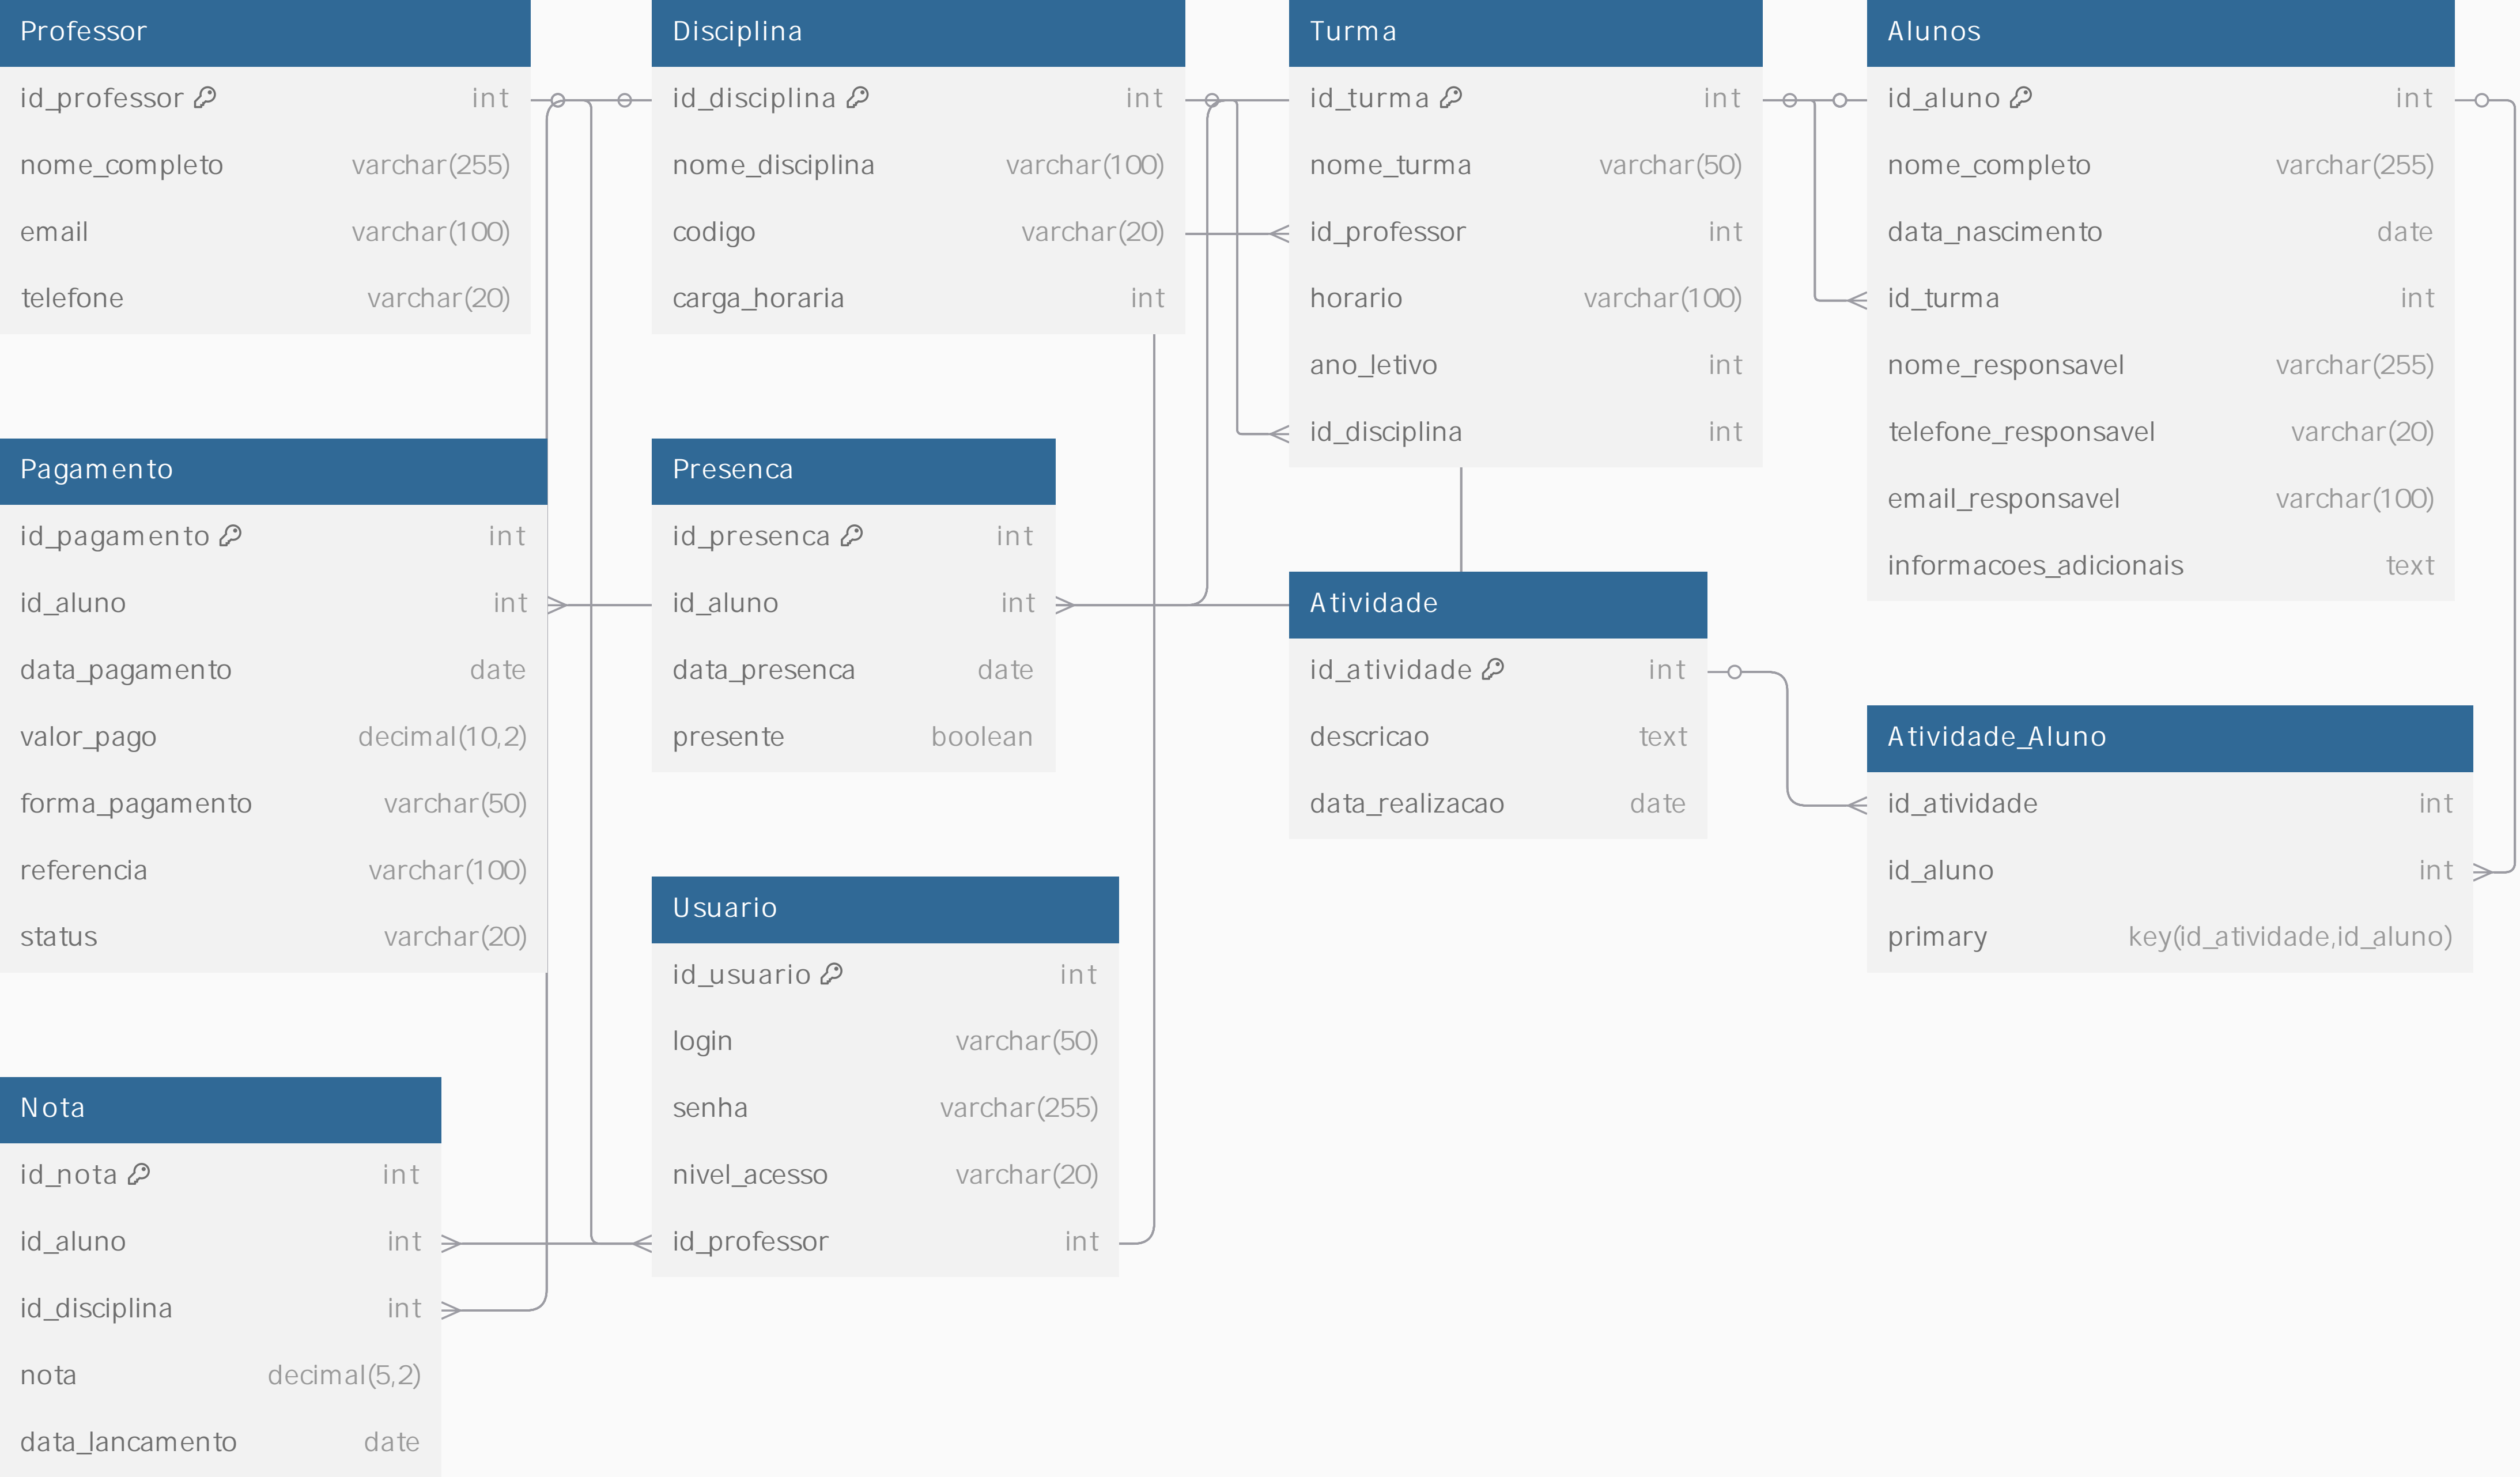 Professor
id_professor int
nome_completo varchar(255)
email varchar(100)
telefone varchar(20)
Disciplina
id_disciplina int
nome_disciplina varchar(100)
codigo varchar(20)
carga_horaria int
Turma
id_turma int
nome_turma varchar(50)
id_professor int
horario varchar(100)
ano_letivo int
id_disciplina int
Alunos
id_aluno int
nome_completo varchar(255)
data_nascimento date
id_turma int
nome_responsavel varchar(255)
telefone_responsavel varchar(20)
email_responsavel varchar(100)
informacoes_adicionais text
Pagamento
id_pagamento int
id_aluno int
data_pagamento date
valor_pago decimal(10,2)
forma_pagamento varchar(50)
referencia varchar(100)
status varchar(20)
Presenca
id_presenca int
id_aluno int
data_presenca date
presente boolean
Atividade
id_atividade int
descricao text
data_realizacao date
Atividade_Aluno
id_atividade int
id_aluno int
primary key(id_atividade,id_aluno)
Usuario
id_usuario int
login varchar(50)
senha varchar(255)
nivel_acesso varchar(20)
id_professor int
Nota
id_nota int
id_aluno int
id_disciplina int
nota decimal(5,2)
data_lancamento date